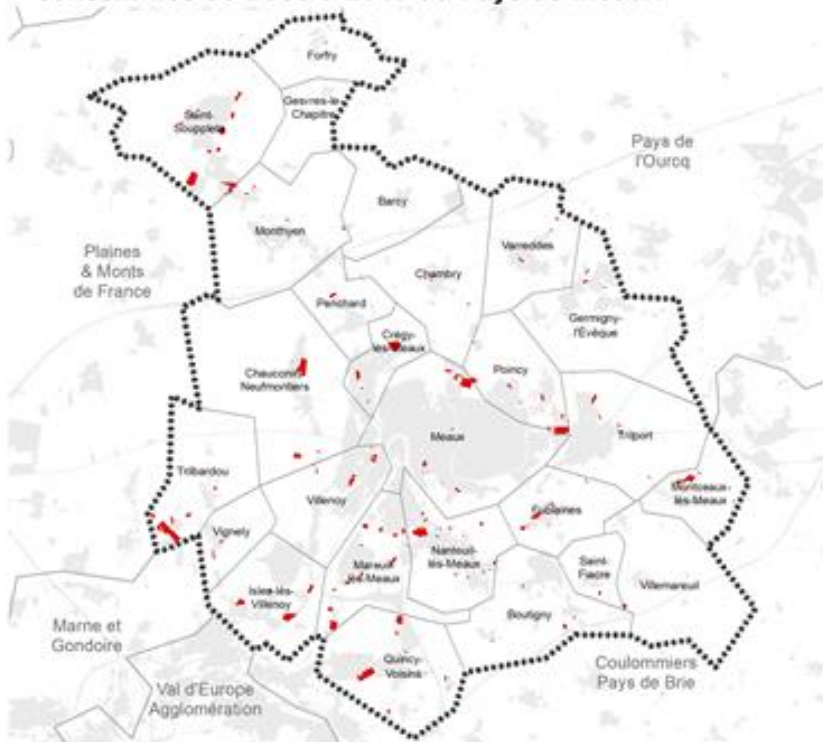 Forfry
Saint-
Soupplets
Gesvres-le-
Chapitre
Pays de
l'Ourcq
Barcy
Monthyon
Varreddes
Plaines
& Monts
de France
Chambry
Penchard
Germigny-
l'Évêque
Crégy-
lès-Meaux
Chauconin
Neufmontiers
Poincy
Meaux
Trilport
Trilbardou
Montceaux-
lès-Meaux
Villenoy
Fublaines
Vignely
Nanteuil-
lès-Meaux
Mareuil
lès-Meaux
Saint-
Fiacre
Villemareuil
Isles-lès-
Villenoy
Boutigny
Marne et
Gondoire
Quincy-
Voisins
Coulommiers
Pays de Brie
Val d'Europe
Agglomération